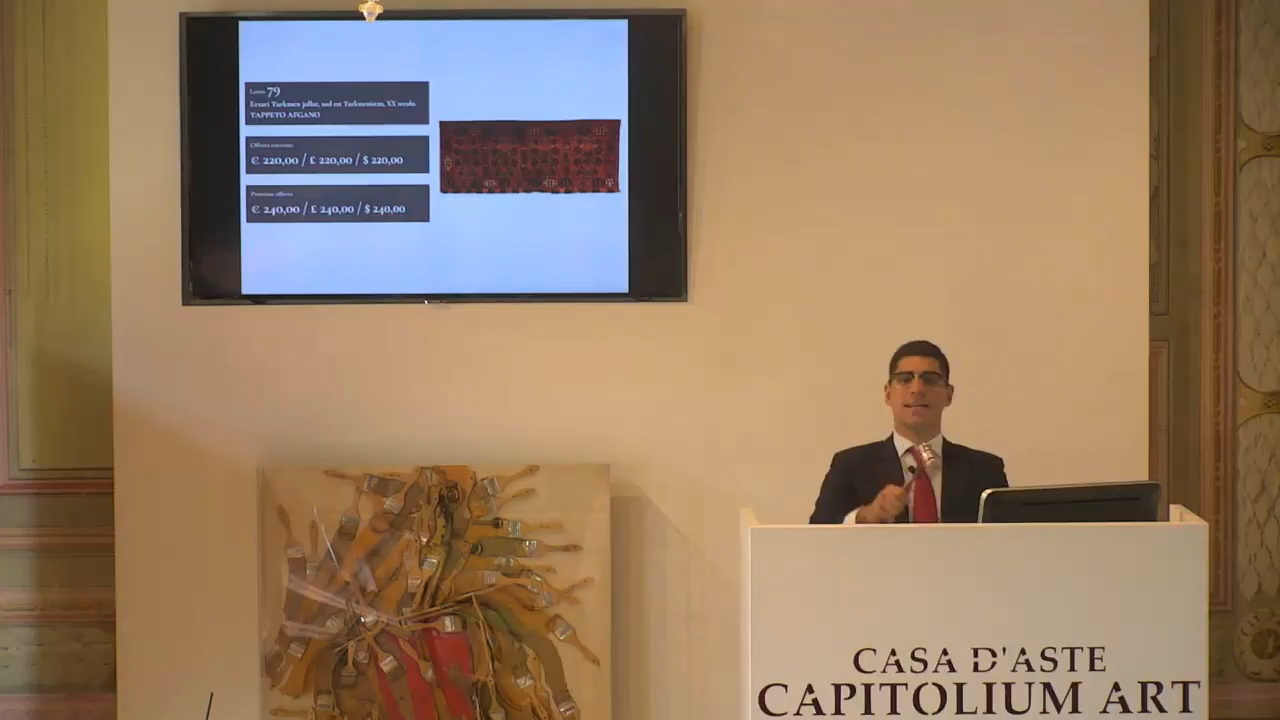 Lotto 79
Ersari Turkmen jollar, sud est Turkmenistan, XX secolo
TAPPETO AFGANO
Offerta corrente
€ 220,00 / £ 220,00 / $ 220,00
Prossima offerta
€ 240,00 / £ 240,00 / $ 240,00
CASA D'ASTE
CAPITOLIUM ART